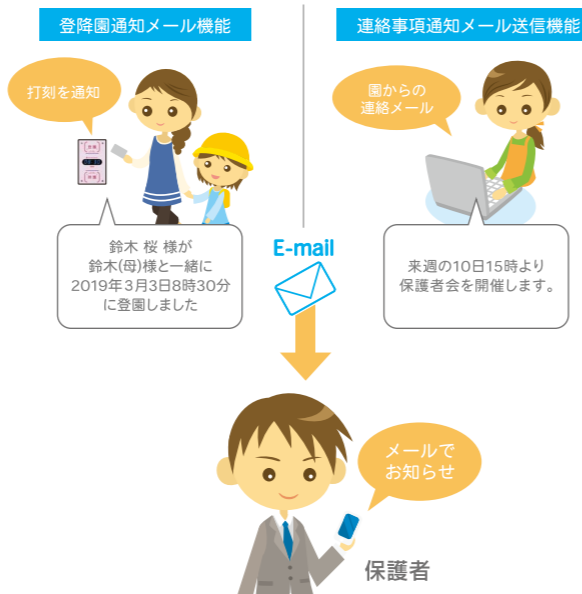 登降園通知メール機能
連絡事項通知メール送信機能
打刻を通知
園からの
連絡メール
鈴木 桜 様が
鈴木(母)様と一緒に
2019年3月3日8時30分
に登園しました
E-mail
来週の10日15時より
保護者会を開催します。
メールで
お知らせ
保護者